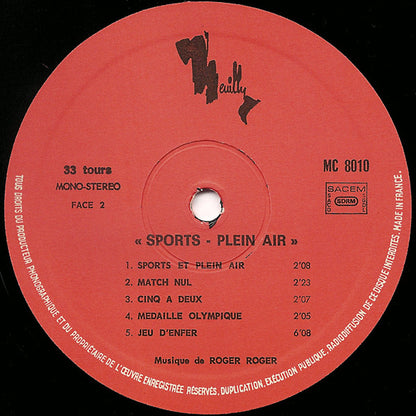 Neuilly
33 tours
MONO-STEREO
FACE 2
MC 8010
SACEM
SDRM
« SPORTS - PLEIN AIR »
1. SPORTS ET PLEIN AIR 2'08
2. MATCH NUL 2'23
3. CINQ A DEUX 2'07
4. MEDAILLE OLYMPIQUE 2'05
5. JEU D'ENFER 6'08
Musique de ROGER ROGER
TOUS DROITS DU PRODUCTEUR PHONOGRAPHIQUE ET DU PROPRIÉTAIRE DE L'ŒUVRE ENREGISTRÉE RÉSERVÉS, DUPLICATION, EXÉCUTION PUBLIQUE, RADIODIFFUSION DE CE DISQUE INTERDITES. MADE IN FRANCE.